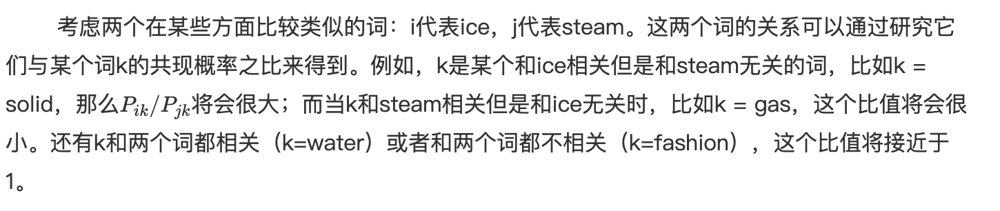 考虑两个在某些方面比较类似的词：i代表ice，j代表steam。这两个词的关系可以通过研究它
们与某个词k的共现概率之比来得到。例如，k是某个和ice相关但是和steam无关的词，比如k =
solid，那么P_{ik}/P_{jk}将会很大；而当k和steam相关但是和ice无关时，比如k = gas，这个比值将会很
小。还有k和两个词都相关（k=water）或者和两个词都不相关（k=fashion），这个比值将接近于
1。